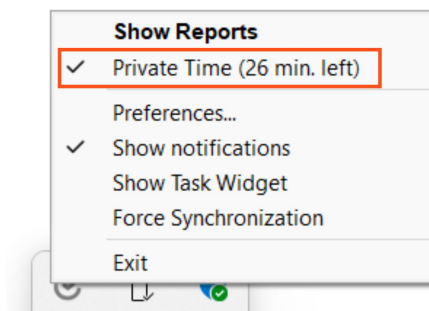 Show Reports
Private Time (26 min. left)
Preferences...
Show notifications
Show Task Widget
Force Synchronization
Exit